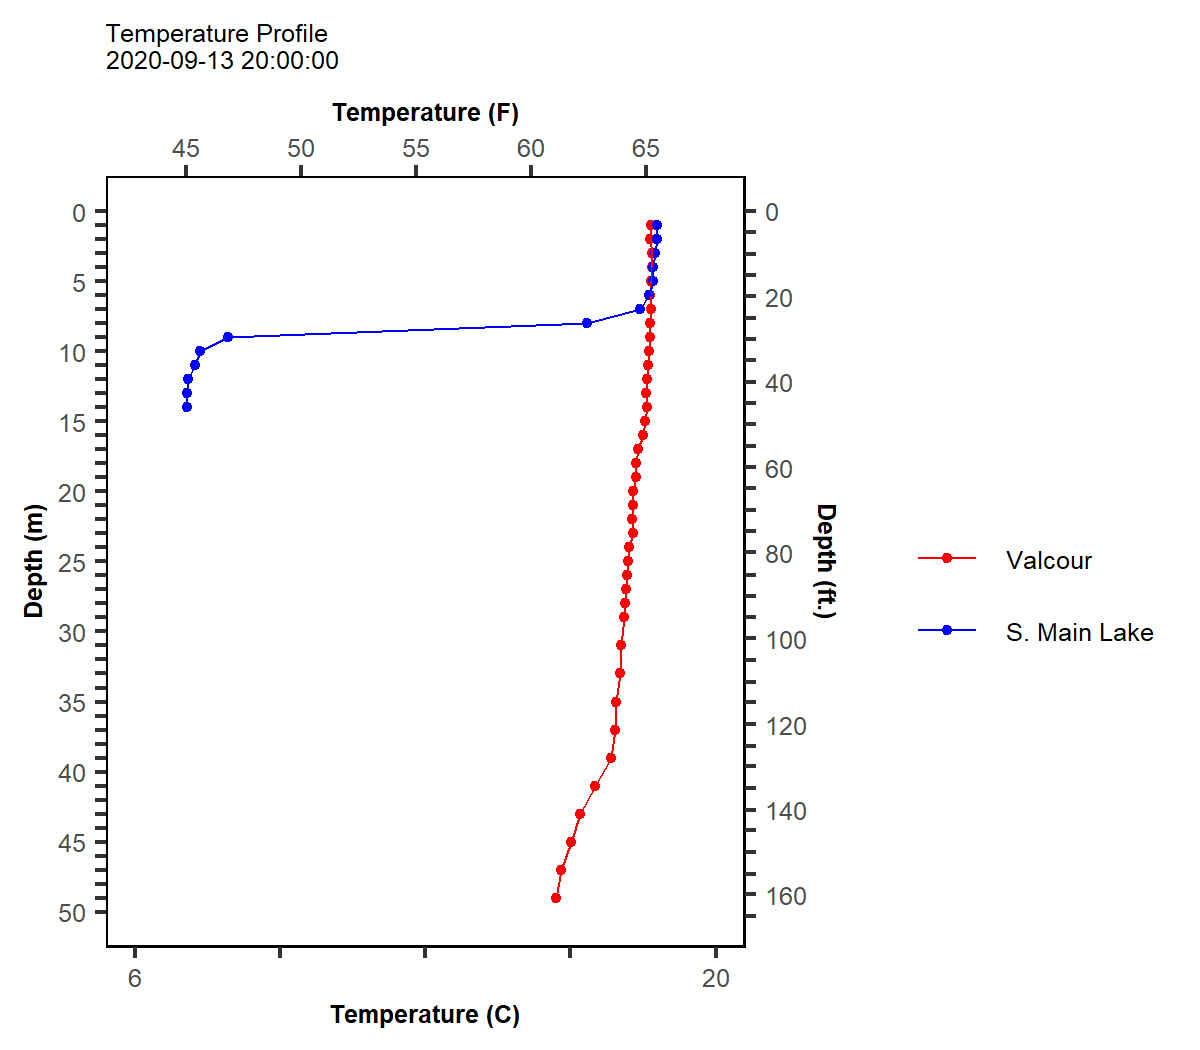 Temperature Profile
2020-09-13 20:00:00
Temperature (F)
45 50 55 60 65
0
5
10
15
20
25
30
35
40
45
50
Depth (m)
0
20
40
60
80
100
120
140
160
Depth (ft.)
Valcour
S. Main Lake
6 20
Temperature (C)